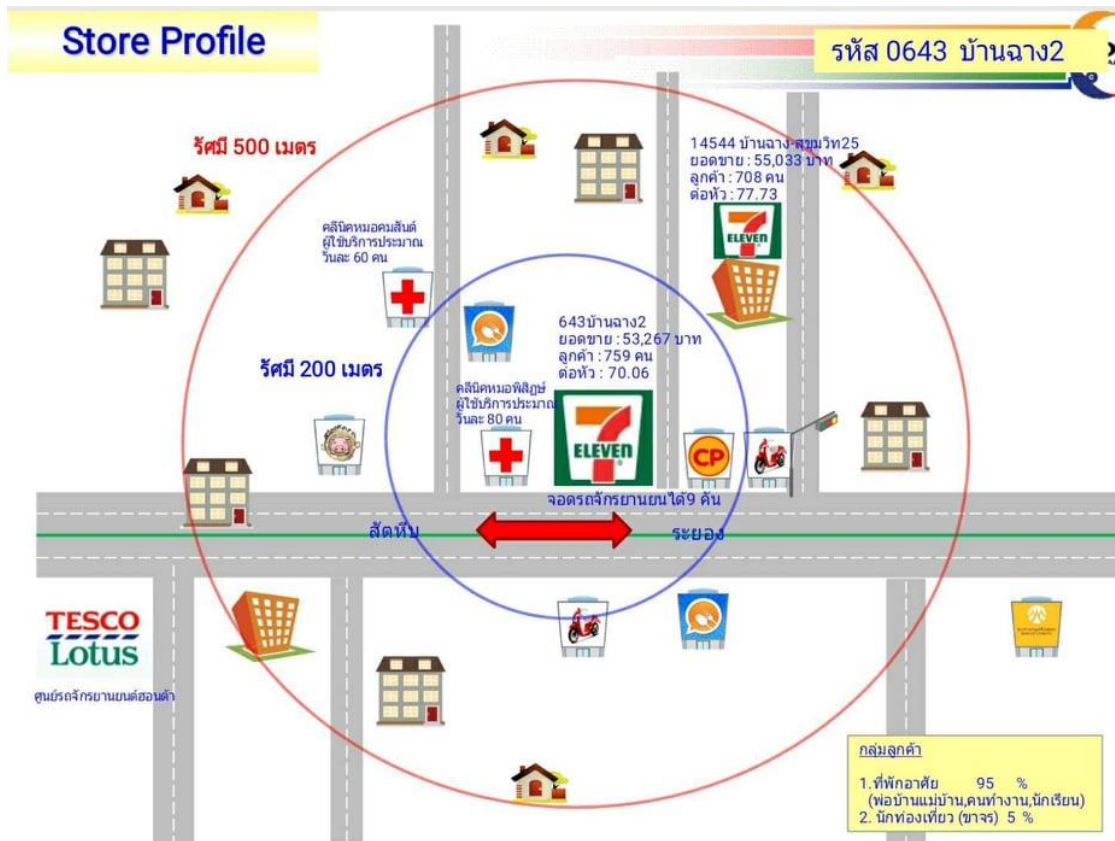 Store Profile
รหัส 0643 บ้านฉาง2
รัศมี 500 เมตร
14544 บ้านฉาง-สุขุมวิท25
ยอดขาย : 55,033 บาท
ลูกค้า : 708 คน
ต่อหัว : 77.73
ELEVEN
คลีนิคหมอคมสันต์
ผู้ใช้บริการประมาณ
วันละ 60 คน
643บ้านฉาง2
ยอดขาย : 53,267 บาท
ลูกค้า : 759 คน
ต่อหัว : 70.06
รัศมี 200 เมตร
คลีนิคหมอพิสิฎษ์
ผู้ใช้บริการประมาณ
วันละ 80 คน
7
ELEVEN
CP
จอดรถจักรยานยนได้9 คัน
สัตหีบ
ระยอง
TESCO
Lotus
ศูนย์รถจักรยานยนต์ฮอนด้า
กลุ่มลูกค้า
1.ที่พักอาศัย 95 %
(พ่อบ้านแม่บ้าน,คนทำงาน,นักเรียน)
2. นักท่องเที่ยว (ขาจร) 5 %